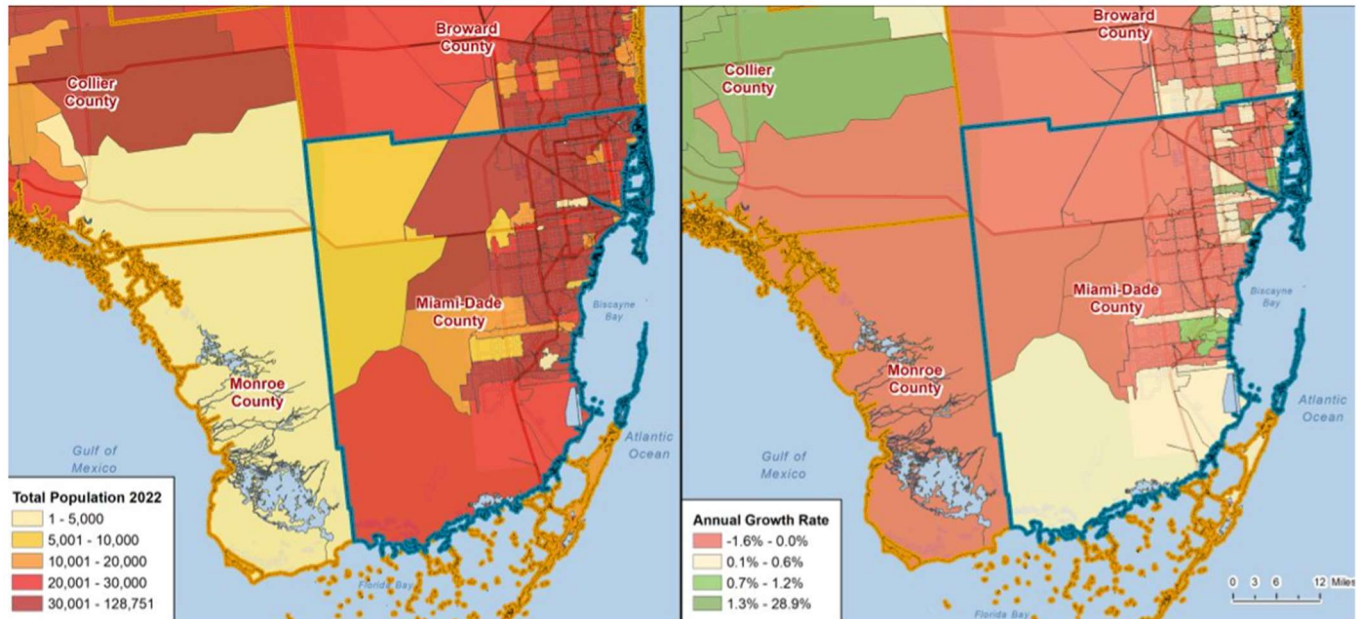 Broward
County
Collier
County
Biscayne
Bay
Miami-Dade
County
Monroe
County
Atlantic
Ocean
Gulf of
Mexico
Florida Bay
Total Population 2022
1 - 5,000
5,001 - 10,000
10,001 - 20,000
20,001 - 30,000
30,001 - 128,751
Broward
County
Collier
County
Biscayne
Bay
Miami-Dade
County
Monroe
County
Atlantic
Ocean
Gulf of
Mexico
Florida Bay
Annual Growth Rate
-1.6% - 0.0%
0.1% - 0.6%
0.7% - 1.2%
1.3% - 28.9%
0 3 6 12 Miles